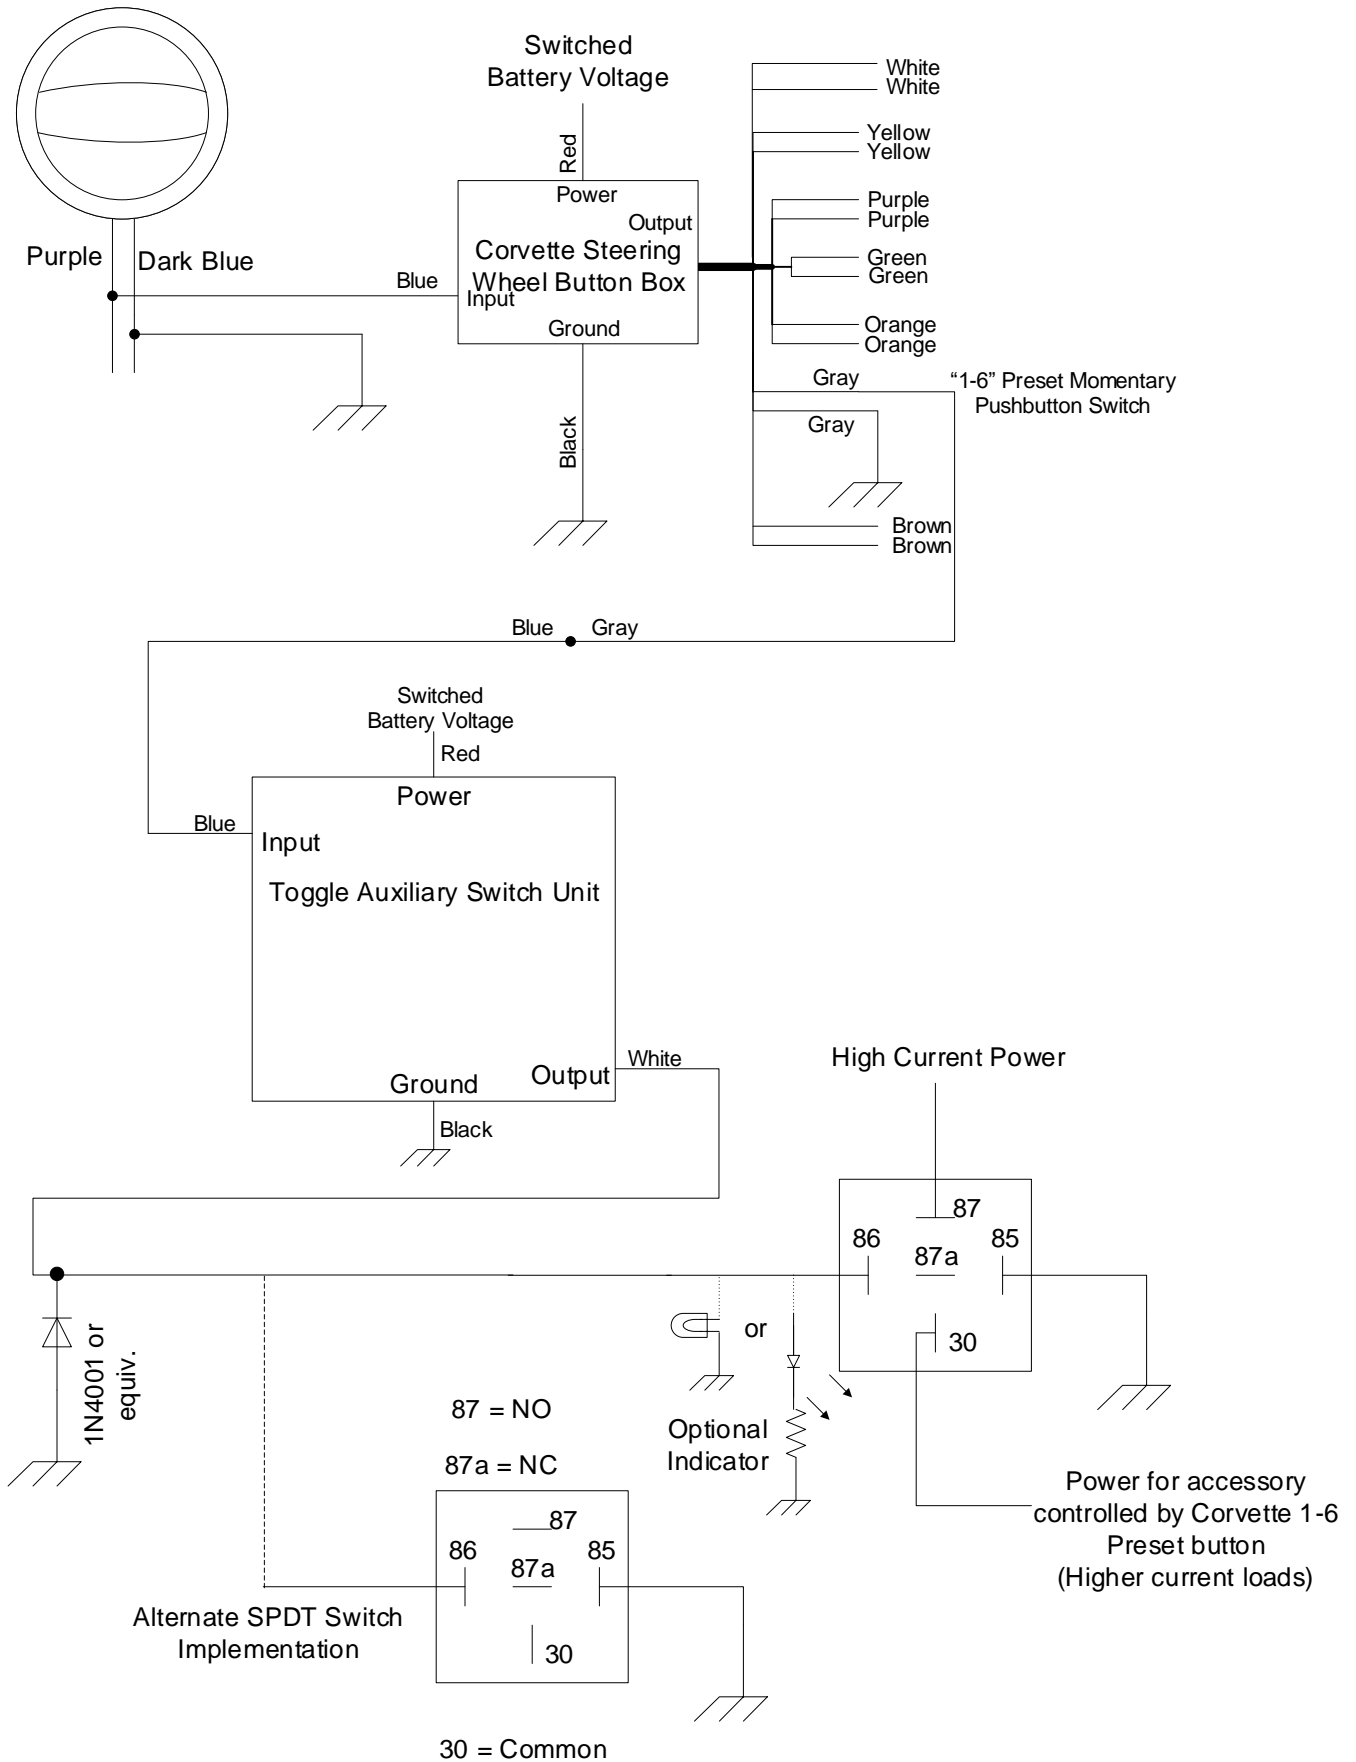 Switched
Battery Voltage
White
White
Red
Yellow
Yellow
Power
Purple
Purple
Output
Purple
Dark Blue
Corvette Steering
Wheel Button Box
Green
Green
Blue
Input
Ground
Orange
Orange
Gray
"1-6" Preset Momentary
Pushbutton Switch
Black
Gray
Brown
Brown
Blue
Gray
Switched
Battery Voltage
Red
Power
Blue
Input
Toggle Auxiliary Switch Unit
White
Output
Ground
Black
High Current Power
87
86
87a
85
30
1N4001 or
equiv.
or
87 = NO
Optional
Indicator
87a = NC
Power for accessory
controlled by Corvette 1-6
Preset button
(Higher current loads)
87
86
87a
85
30
Alternate SPDT Switch
Implementation
30 = Common